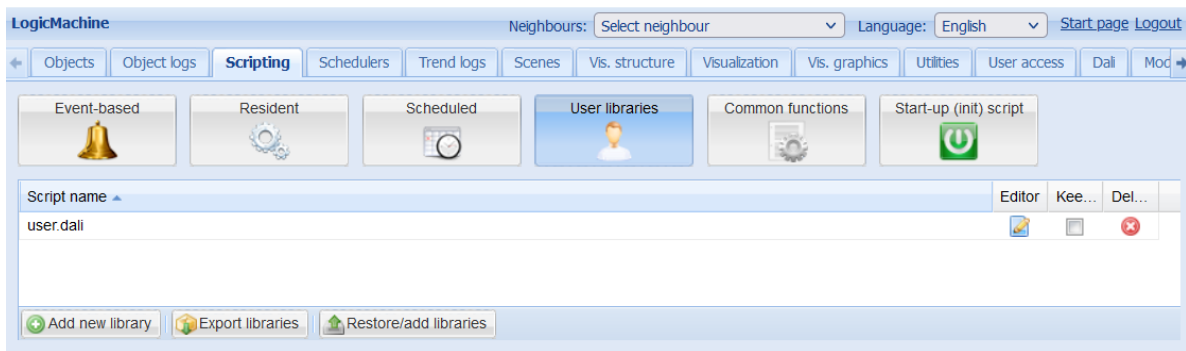 LogicMachine Neighbours: Select neighbour Language: English Start page Logout
Objects Object logs Scripting Schedulers Trend logs Scenes Vis. structure Visualization Vis. graphics Utilities User access Dali Moc
Event-based Resident Scheduled User libraries Common functions Start-up (init) script
Script name Editor Kee... Del...
user.dali
Add new library Export libraries Restore/add libraries